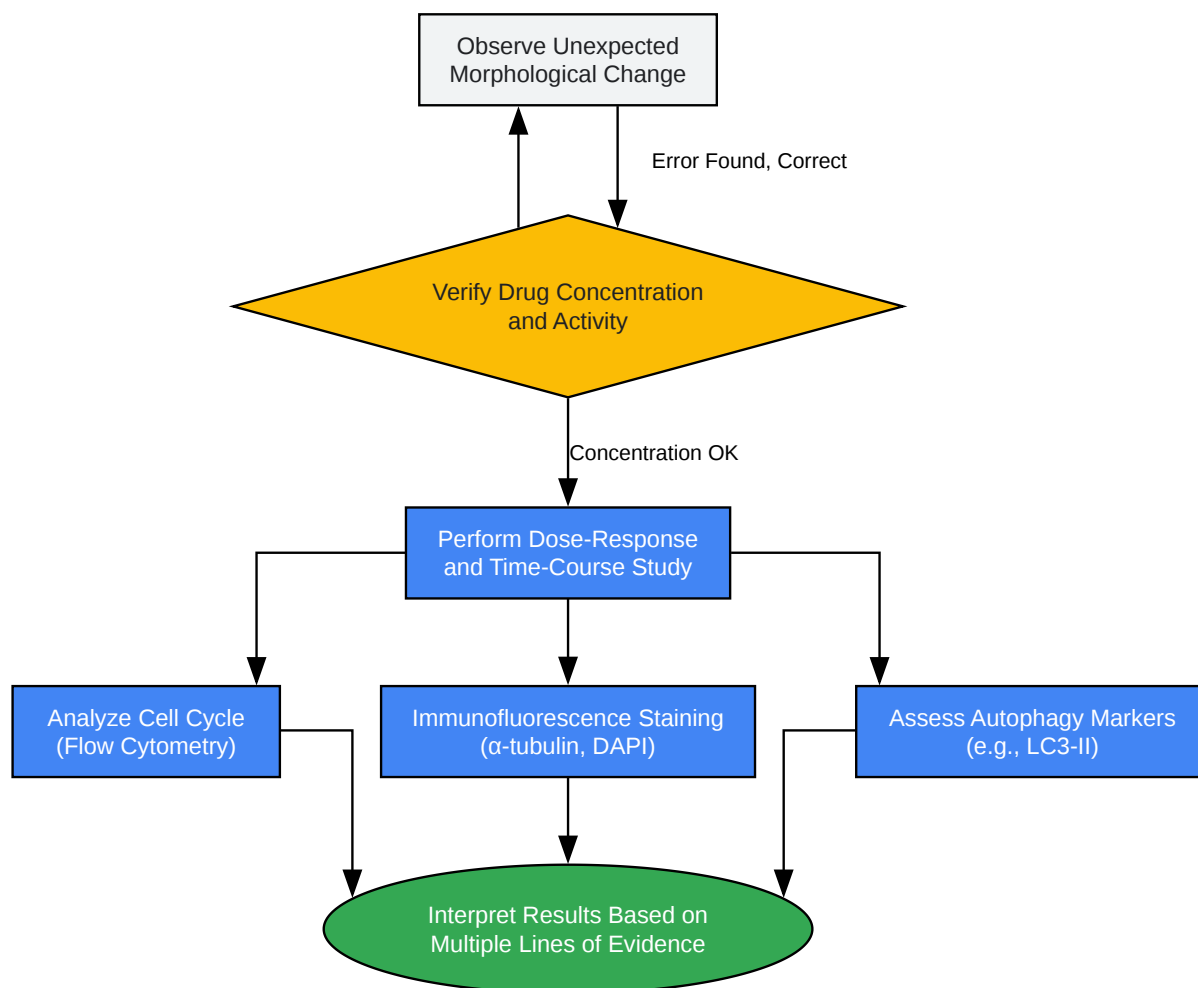 Observe Unexpected
Morphological Change
Error Found, Correct
Verify Drug Concentration
and Activity
Concentration OK
Perform Dose-Response
and Time-Course Study
Analyze Cell Cycle
(Flow Cytometry)
Immunofluorescence Staining
(α-tubulin, DAPI)
Assess Autophagy Markers
(e.g., LC3-II)
Interpret Results Based on
Multiple Lines of Evidence